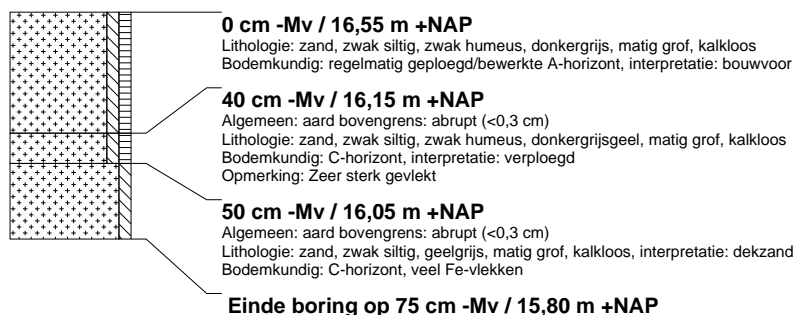 0 cm -Mv / 16,55 m +NAP
Lithologie: zand, zwak siltig, zwak humeus, donkergrijs, matig grof, kalkloos
Bodemkundig: regelmatig geploegd/bewerkte A-horizont, interpretatie: bouwvoor
40 cm -Mv / 16,15 m +NAP
Algemeen: aard bovengrens: abrupt (<0,3 cm)
Lithologie: zand, zwak siltig, zwak humeus, donkergrijsgeel, matig grof, kalkloos
Bodemkundig: C-horizont, interpretatie: verploegd
Opmerking: Zeer sterk gevlekt
50 cm -Mv / 16,05 m +NAP
Algemeen: aard bovengrens: abrupt (<0,3 cm)
Lithologie: zand, zwak siltig, geelgrijs, matig grof, kalkloos, interpretatie: dekzand
Bodemkundig: C-horizont, veel Fe-vlekken
Einde boring op 75 cm -Mv / 15,80 m +NAP